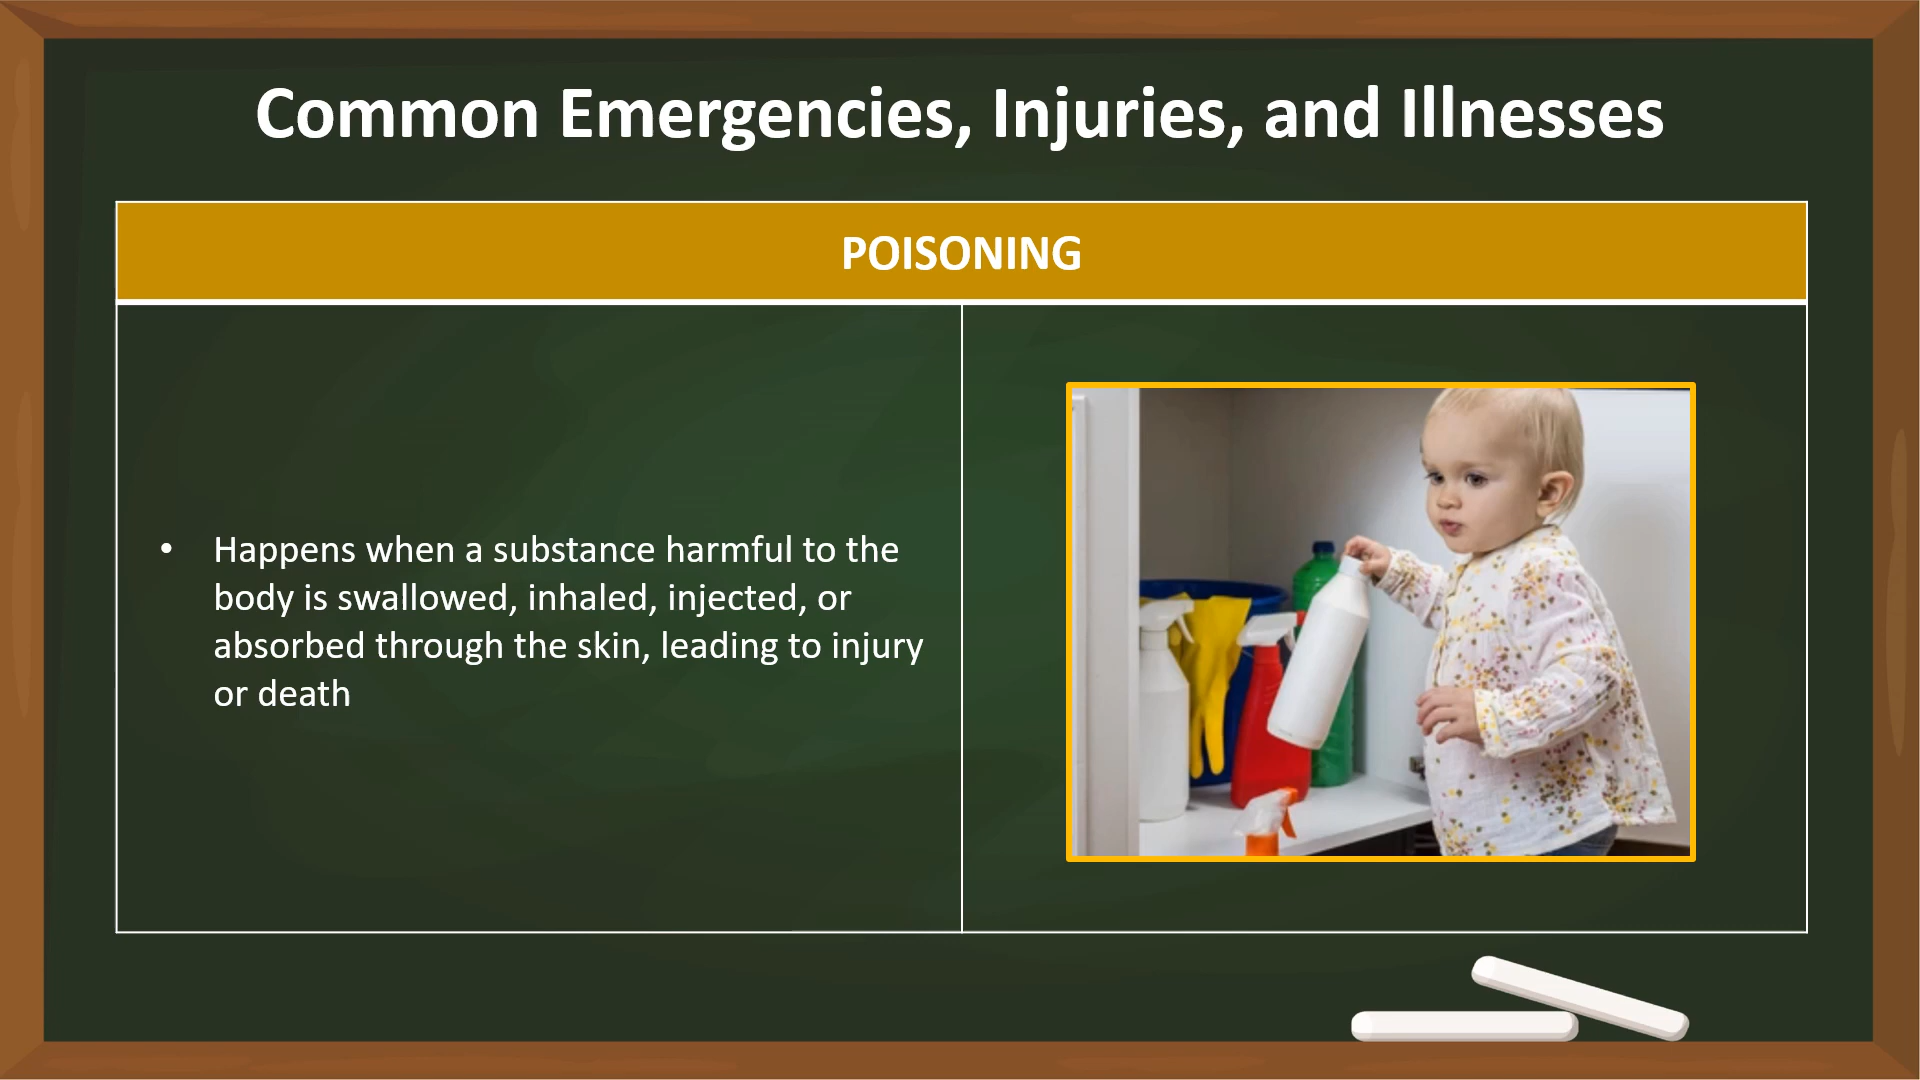 Common Emergencies, Injuries, and Illnesses
POISONING
• Happens when a substance harmful to the
body is swallowed, inhaled, injected, or
absorbed through the skin, leading to injury
or death